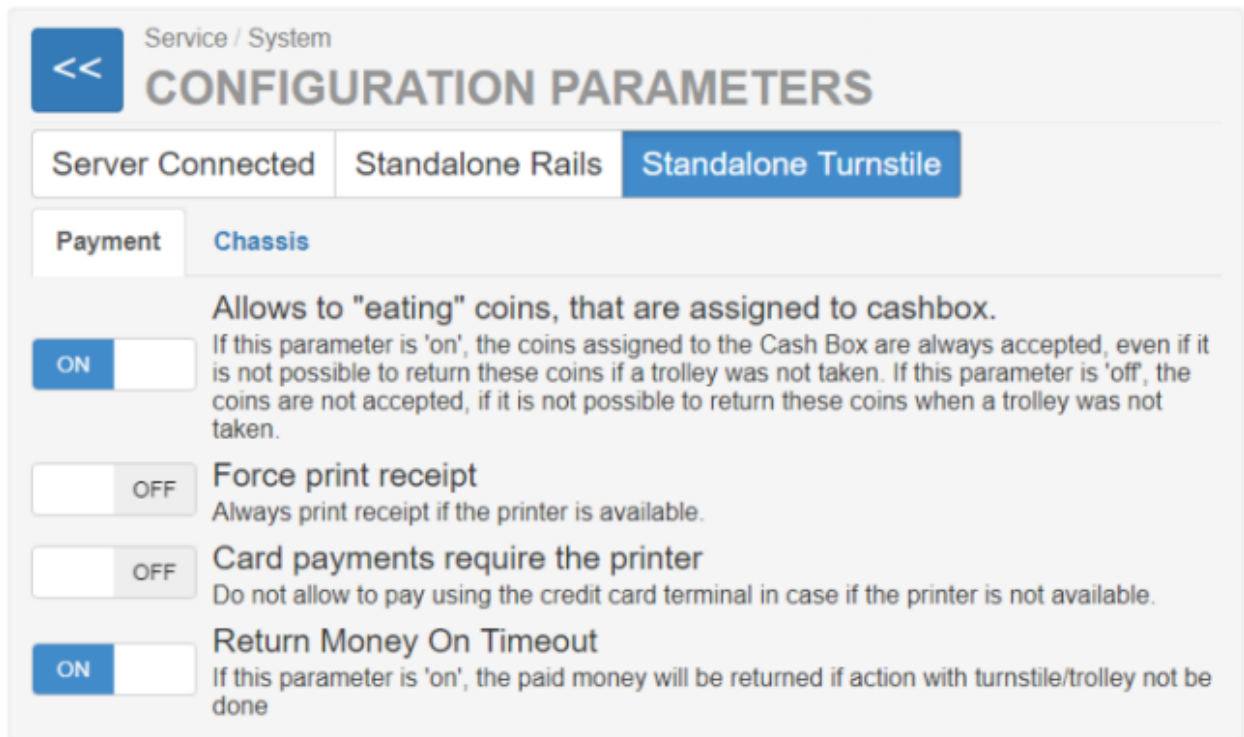 <<
Service / System
CONFIGURATION PARAMETERS
Server Connected
Standalone Rails
Standalone Turnstile
Payment
Chassis
Allows to "eating" coins, that are assigned to cashbox.
ON
If this parameter is 'on', the coins assigned to the Cash Box are always accepted, even if it
is not possible to return these coins if a trolley was not taken. If this parameter is 'off', the
coins are not accepted, if it is not possible to return these coins when a trolley was not
taken.
OFF
Force print receipt
Always print receipt if the printer is available.
OFF
Card payments require the printer
Do not allow to pay using the credit card terminal in case if the printer is not available.
ON
Return Money On Timeout
If this parameter is 'on', the paid money will be returned if action with turnstile/trolley not be
done